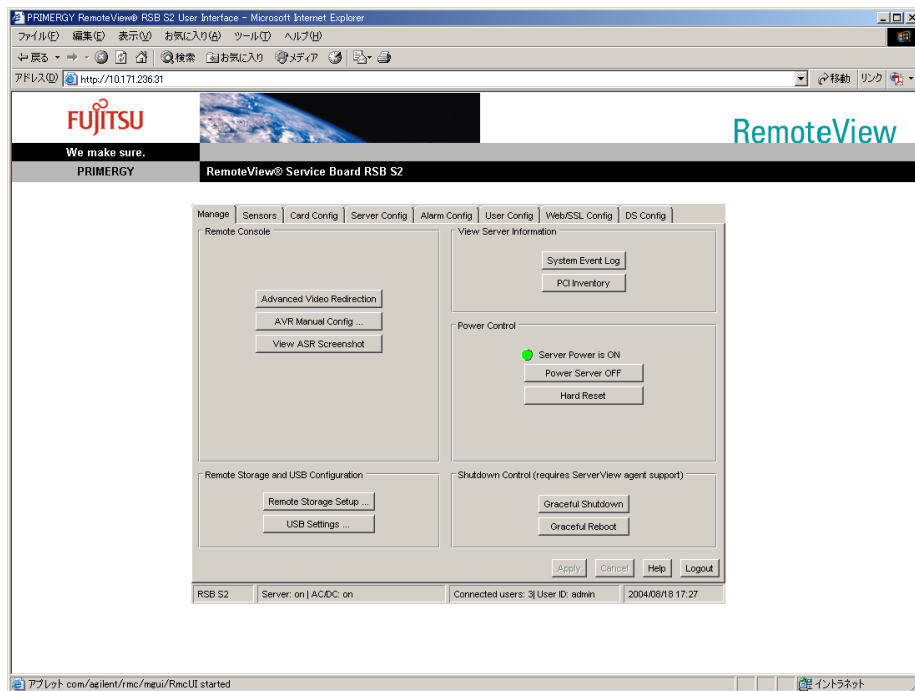 PRIMERGY RemoteView® RSB S2 User Interface - Microsoft Internet Explorer
ファイル(F) 編集(E) 表示(V) お気に入り(A) ツール(T) ヘルプ(H)
戻る 検索 お気に入り メディア
アドレス(D) http://10.171.236.31 移動 リンク
FUJITSU
RemoteView
We make sure.
PRIMERGY RemoteView® Service Board RSB S2
Manage Sensors Card Config Server Config Alarm Config User Config Web/SSL Config DS Config
Remote Console
Advanced Video Redirection
AVR Manual Config ...
View ASR Screenshot
View Server Information
System Event Log
PCI Inventory
Power Control
Server Power is ON
Power Server OFF
Hard Reset
Remote Storage and USB Configuration
Remote Storage Setup ...
USB Settings ...
Shutdown Control (requires ServerView agent support)
Graceful Shutdown
Graceful Reboot
Apply Cancel Help Logout
RSB S2 Server: on | AC/DC: on Connected users: 3| User ID: admin 2004/08/18 17:27
アプレット com/agilent/rmc/mgui/RmcUI started イントラネット